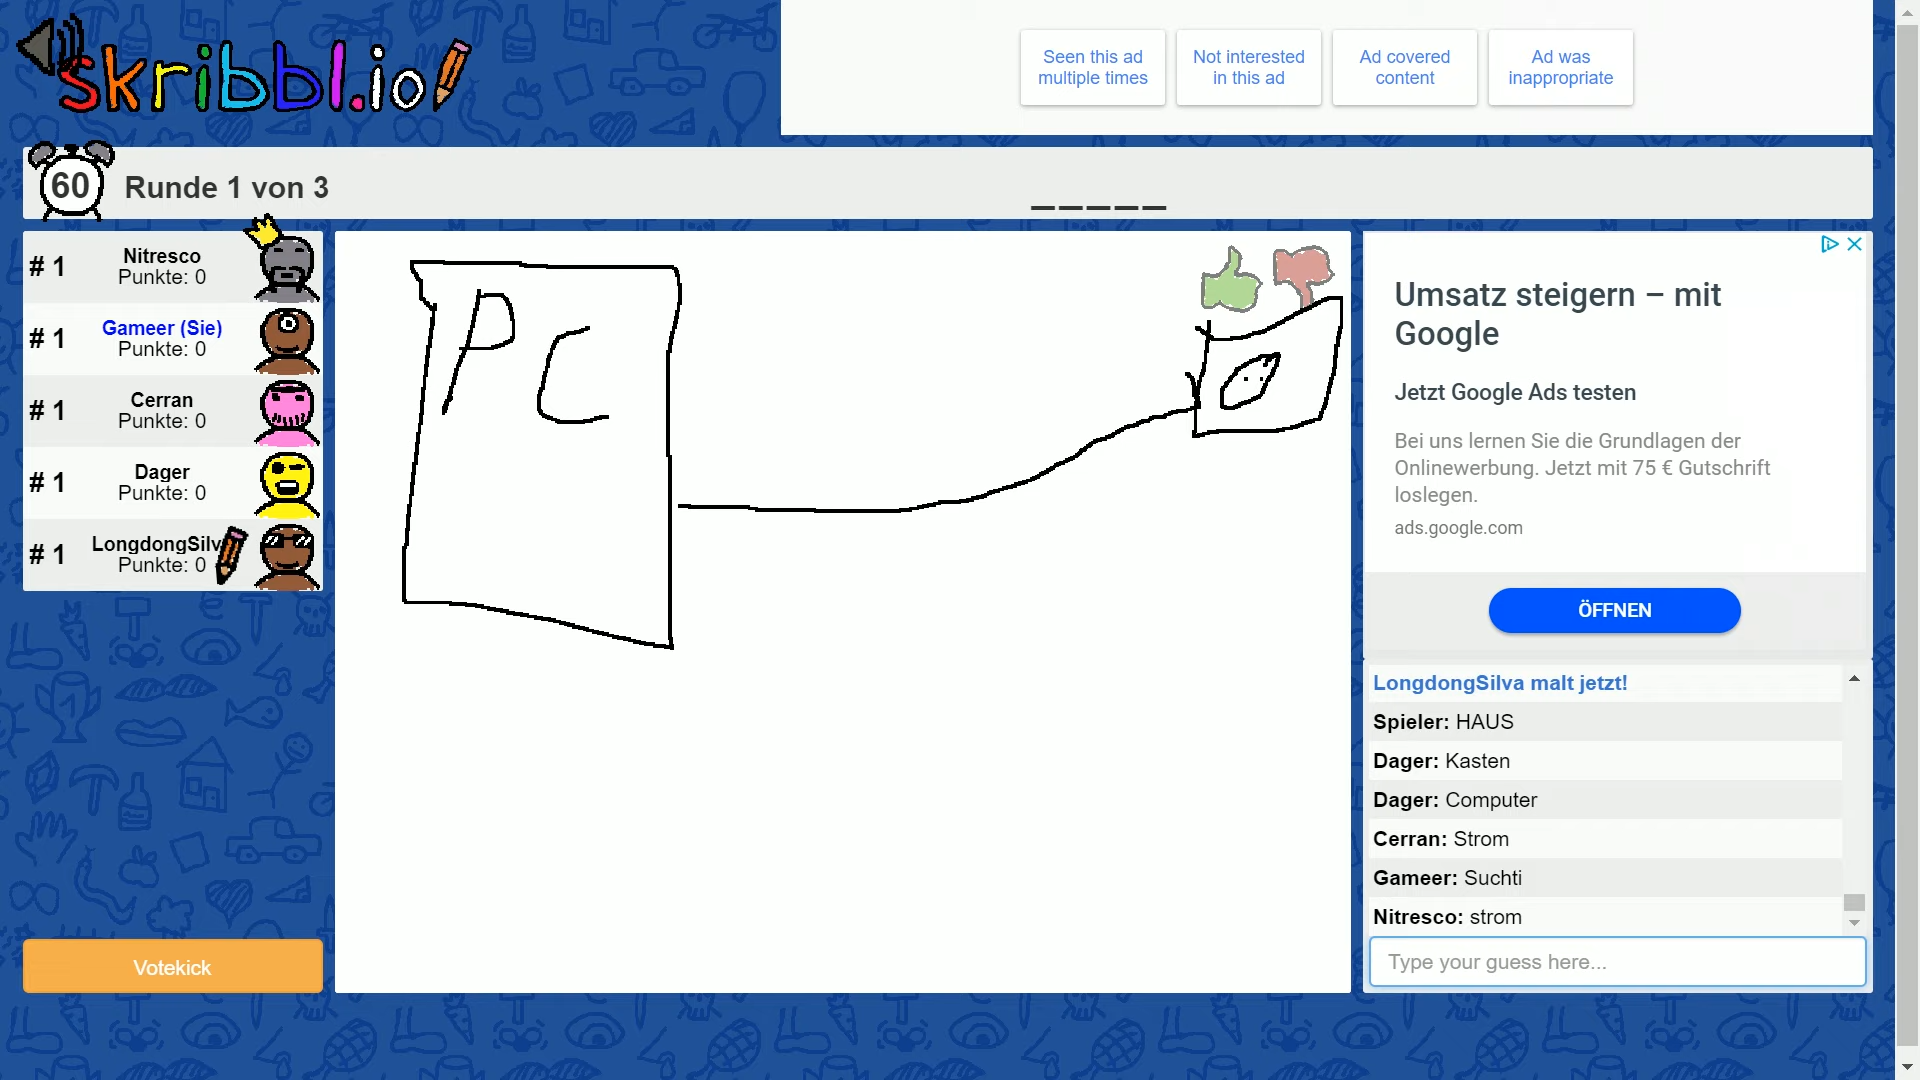 skribbl.io
Seen this ad
multiple times
Not interested
in this ad
Ad covered
content
Ad was
inappropriate
60
Runde 1 von 3
_ _ _ _ _
#1
Nitresco
Punkte: 0
#1
Gameer (Sie)
Punkte: 0
#1
Cerran
Punkte: 0
#1
Dager
Punkte: 0
#1
LongdongSilv
Punkte: 0
Votekick
PC
Umsatz steigern – mit
Google
Jetzt Google Ads testen
Bei uns lernen Sie die Grundlagen der
Onlinewerbung. Jetzt mit 75 € Gutschrift
loslegen.
ads.google.com
ÖFFNEN
LongdongSilva malt jetzt!
Spieler: HAUS
Dager: Kasten
Dager: Computer
Cerran: Strom
Gameer: Suchti
Nitresco: strom
Type your guess here...